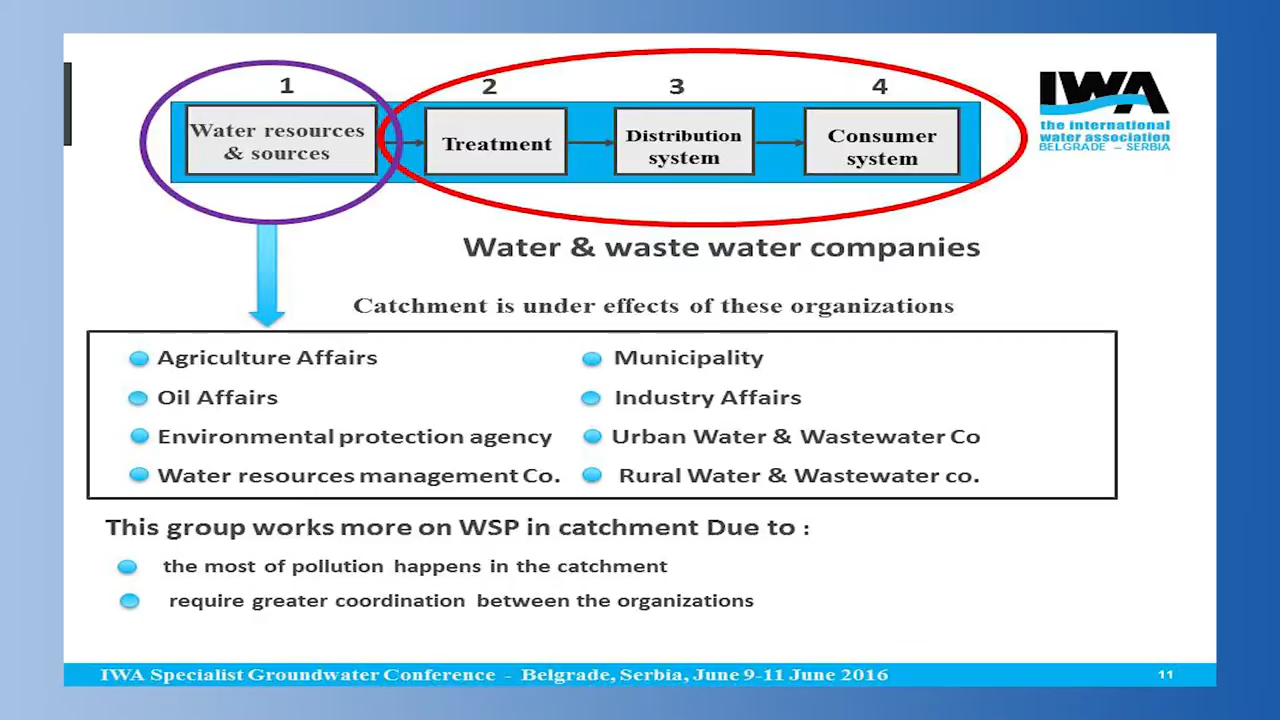 1
2
3
4
Water resources
& sources
Treatment
Distribution
system
Consumer
system
IWA
the international
water association
BELGRADE – SERBIA
Water & waste water companies
Catchment is under effects of these organizations
Agriculture Affairs
Municipality
Oil Affairs
Industry Affairs
Environmental protection agency
Urban Water & Wastewater Co
Water resources management Co.
Rural Water & Wastewater co.
This group works more on WSP in catchment Due to :
the most of pollution happens in the catchment
require greater coordination between the organizations
IWA Specialist Groundwater Conference - Belgrade, Serbia, June 9-11 June 2016
11